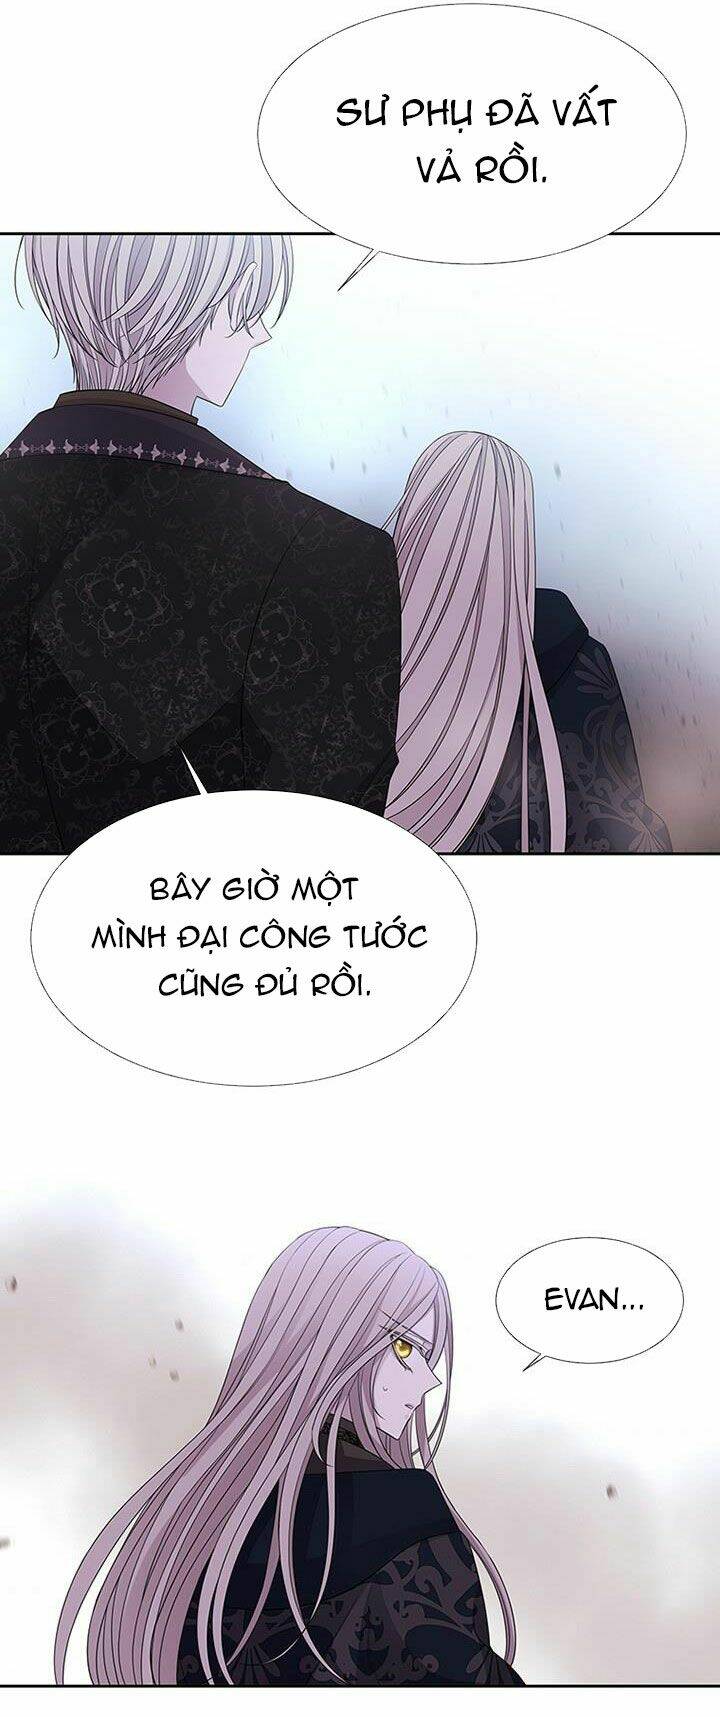 SƯ PHỤ ĐÃ VẤT
VẢ RỒI.
BÂY GIỜ MỘT
MÌNH ĐẠI CÔNG TƯỚC
CŨNG ĐỦ RỒI.
EVAN...